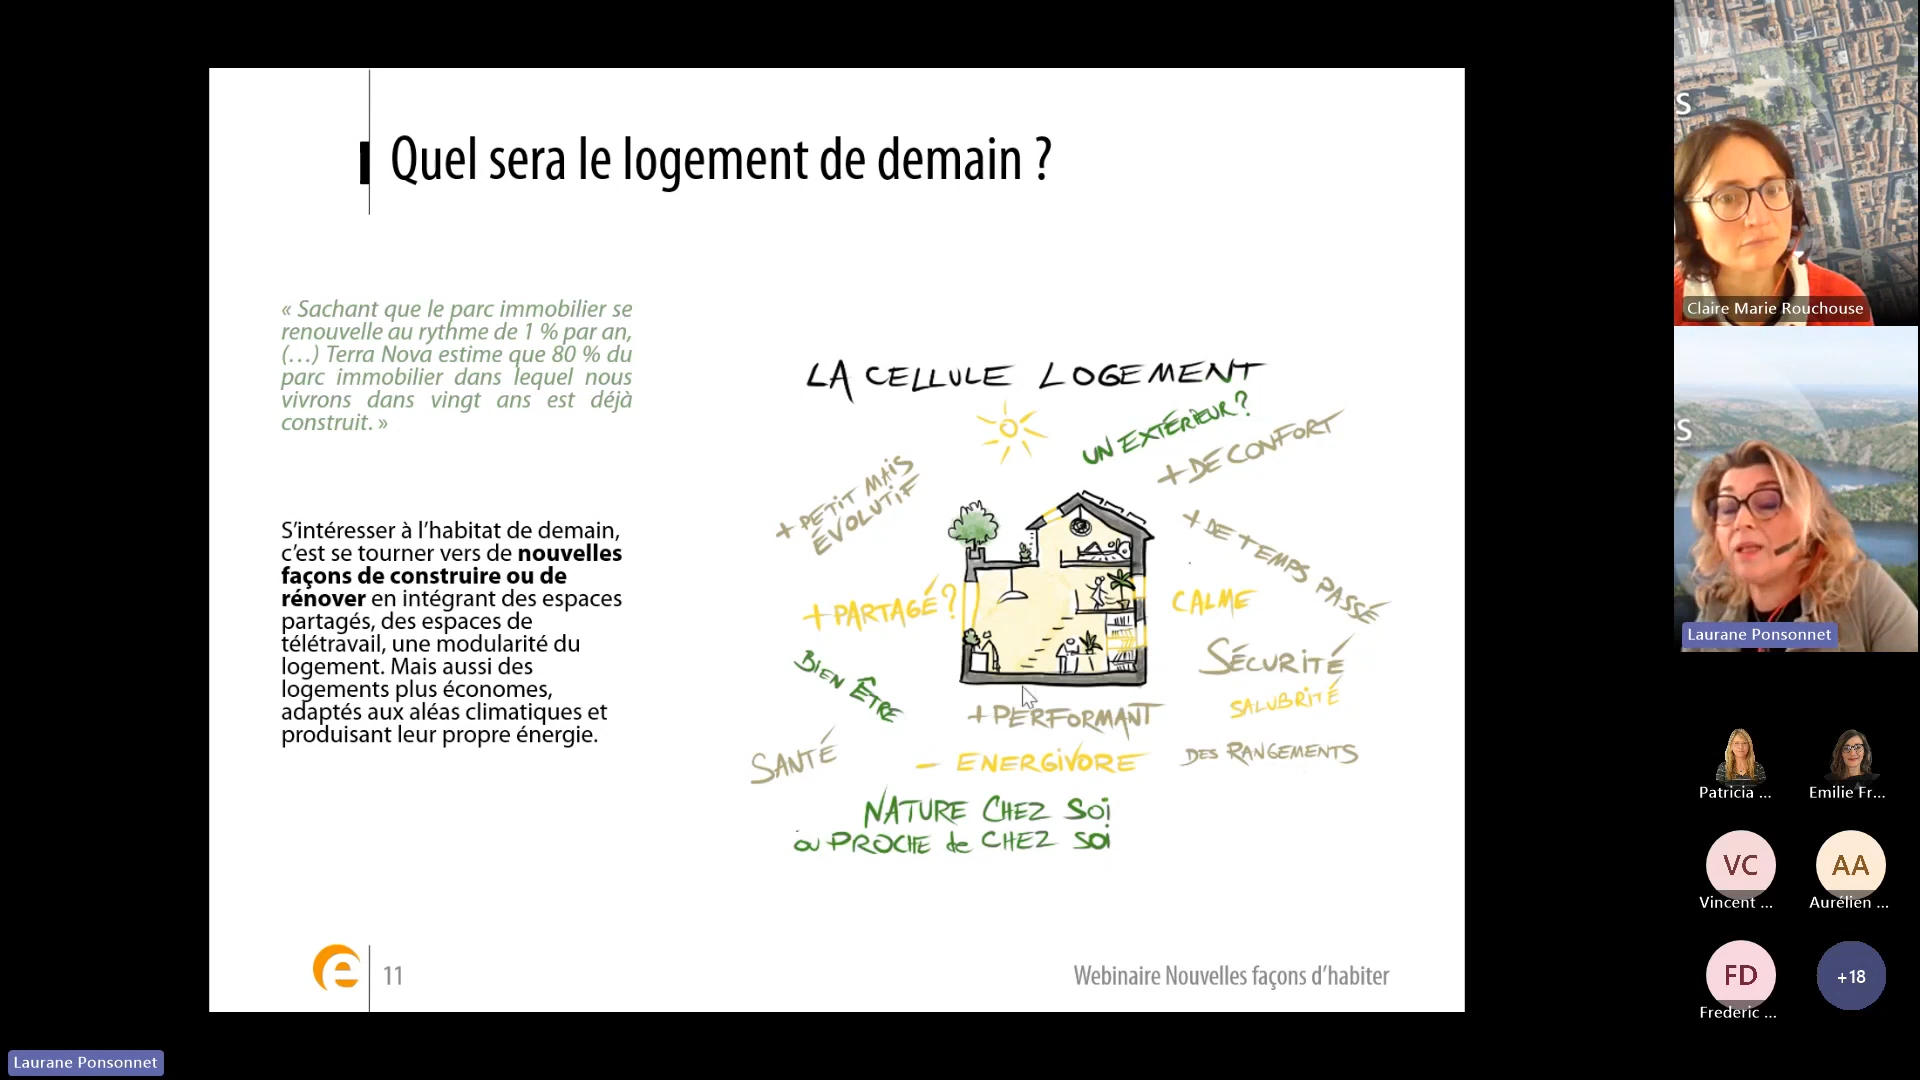 Quel sera le logement de demain ?
« Sachant que le parc immobilier se
renouvelle au rythme de 1 % par an,
(…) Terra Nova estime que 80 % du
parc immobilier dans lequel nous
vivrons dans vingt ans est déjà
construit. »
S’intéresser à l’habitat de demain,
c’est se tourner vers de nouvelles
façons de construire ou de
rénover en intégrant des espaces
partagés, des espaces de
télétravail, une modularité du
logement. Mais aussi des
logements plus économes,
adaptés aux aléas climatiques et
produisant leur propre énergie.
LA CELLULE LOGEMENT
UN EXTÉRIEUR ?
+ DE CONFORT
+ PETIT MAIS
ÉVOLUTIF
+ DE TEMPS PASSÉ
+ PARTAGÉ ?
CALME
BIEN ÊTRE
SÉCURITÉ
SALUBRITÉ
+ PERFORMANT
SANTÉ
- ENERGIVORE
DES RANGEMENTS
NATURE CHEZ SOI
ou PROCHE de CHEZ SOI
e
11
Webinaire Nouvelles façons d’habiter
S
Claire Marie Rouchouse
S
Laurane Ponsonnet
Patricia ...
Emilie Fr...
VC
Vincent ...
AA
Aurélien ...
FD
Frederic ...
+18
Laurane Ponsonnet